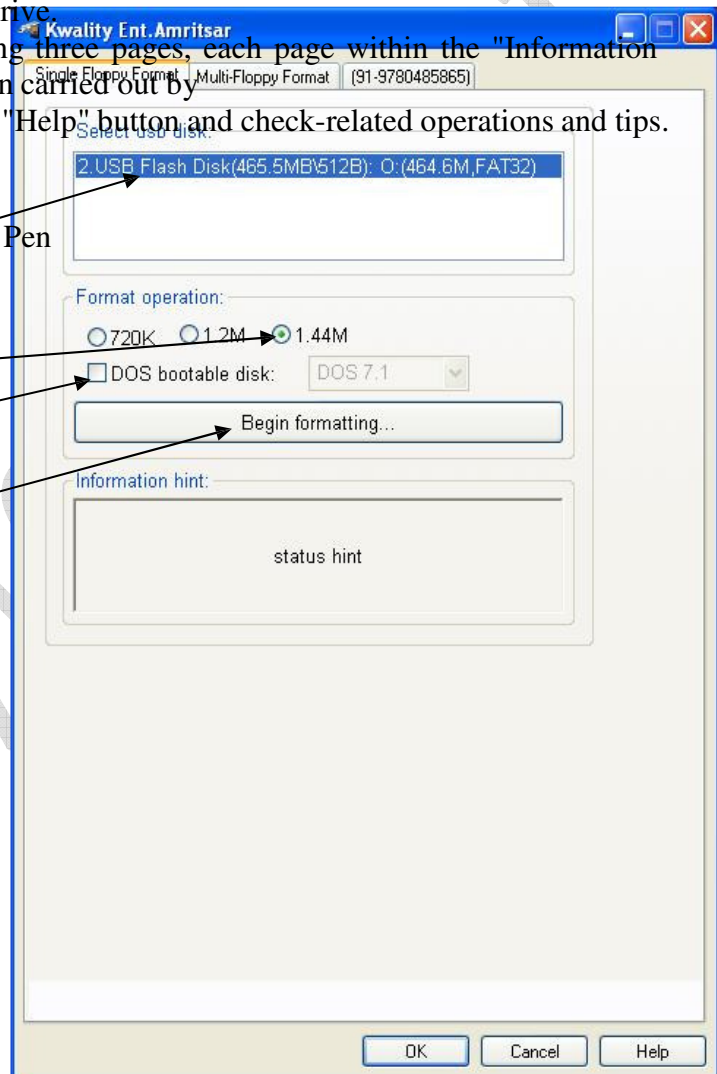 rive.
Kwality Ent.Amritsar
ng three pages, each page within the "Information
Single Floppy Format Multi-Floppy Format (91-9780485865)
n carried out by
"Help" button and check-related operations and tips.
Select usb disk:
2.USB Flash Disk(465.5MB\512B): O:(464.6M,FAT32)
Pen
Format operation:
720K 1.2M 1.44M
DOS bootable disk: DOS 7.1
Begin formatting...
Information hint:
status hint
OK Cancel Help